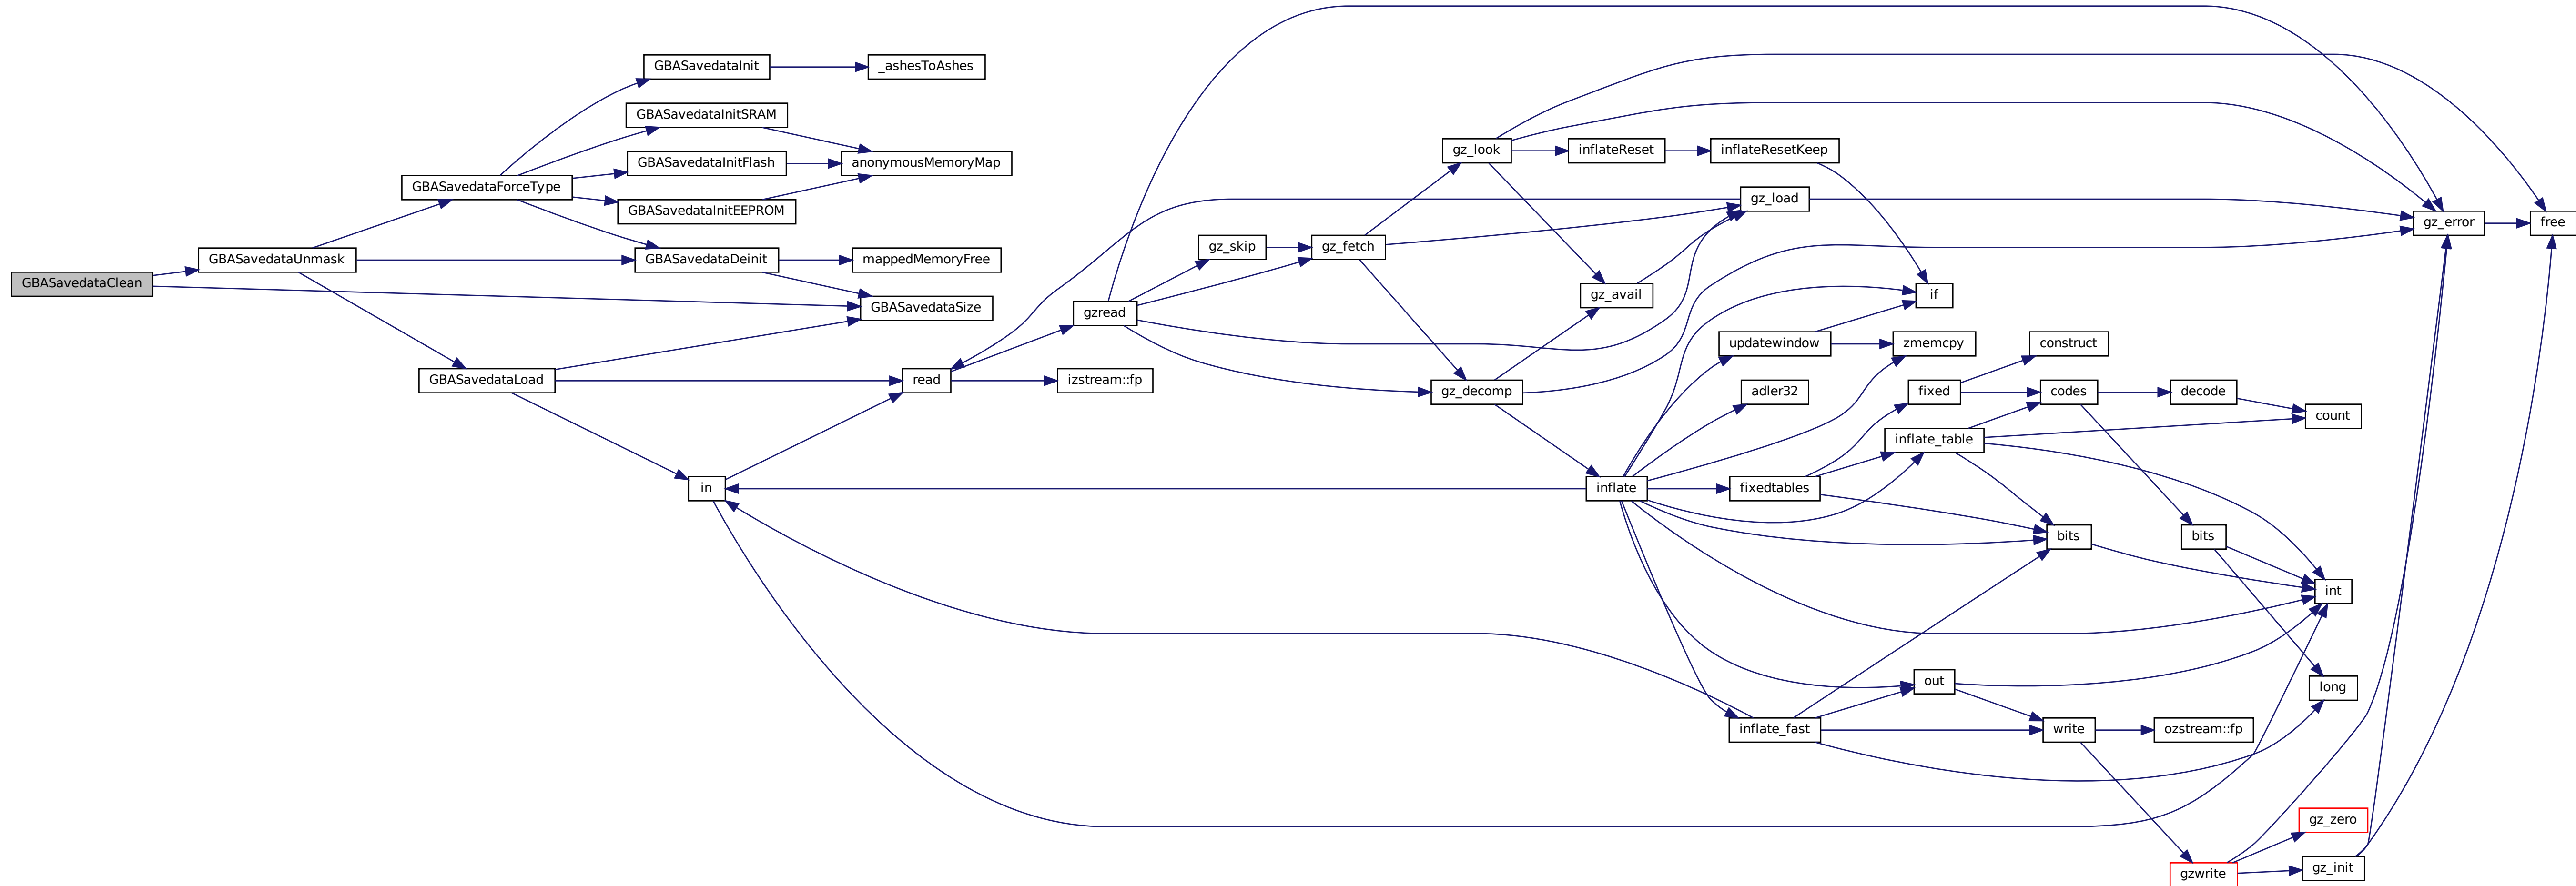 GBASavedataClean
GBASavedataUnmask
GBASavedataForceType
GBASavedataLoad
GBASavedataInit
GBASavedataInitSRAM
GBASavedataInitFlash
GBASavedataInitEEPROM
GBASavedataDeinit
in
_ashesToAshes
anonymousMemoryMap
mappedMemoryFree
GBASavedataSize
read
gzread
izstream::fp
gz_skip
gz_fetch
gz_look
gz_decomp
inflateReset
gz_avail
inflate
inflateResetKeep
gz_load
updatewindow
adler32
fixedtables
inflate_fast
if
zmemcpy
fixed
inflate_table
out
construct
codes
bits
write
decode
bits
ozstream::fp
gzwrite
count
int
long
gz_zero
gz_init
gz_error
free